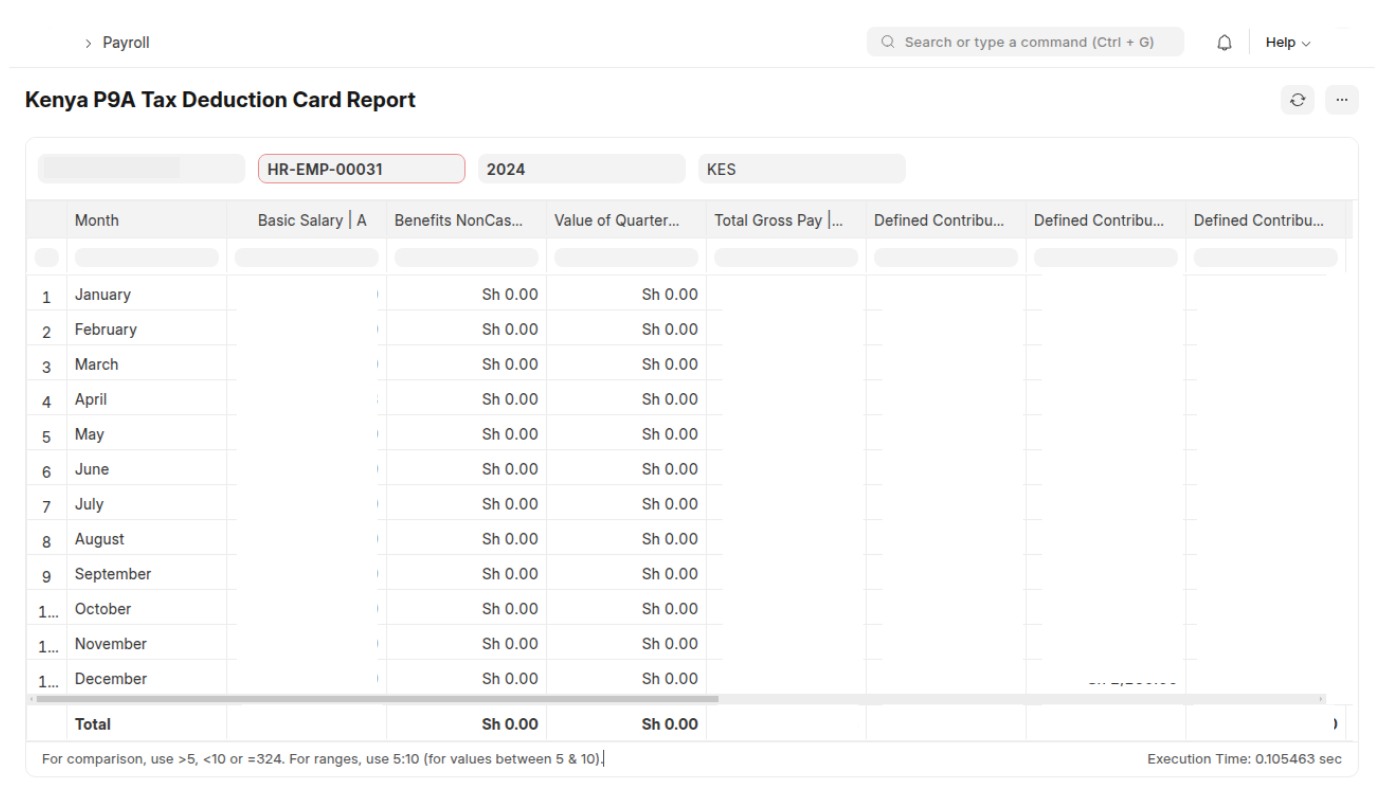 > Payroll Search or type a command (Ctrl + G) Help
Kenya P9A Tax Deduction Card Report
HR-EMP-00031 2024 KES
Month Basic Salary | A Benefits NonCas... Value of Quarter... Total Gross Pay |... Defined Contribu... Defined Contribu... Defined Contribu...
1 January Sh 0.00 Sh 0.00
2 February Sh 0.00 Sh 0.00
3 March Sh 0.00 Sh 0.00
4 April Sh 0.00 Sh 0.00
5 May Sh 0.00 Sh 0.00
6 June Sh 0.00 Sh 0.00
7 July Sh 0.00 Sh 0.00
8 August Sh 0.00 Sh 0.00
9 September Sh 0.00 Sh 0.00
1... October Sh 0.00 Sh 0.00
1... November Sh 0.00 Sh 0.00
1... December Sh 0.00 Sh 0.00
Total Sh 0.00 Sh 0.00
For comparison, use >5, <10 or =324. For ranges, use 5:10 (for values between 5 & 10). Execution Time: 0.105463 sec